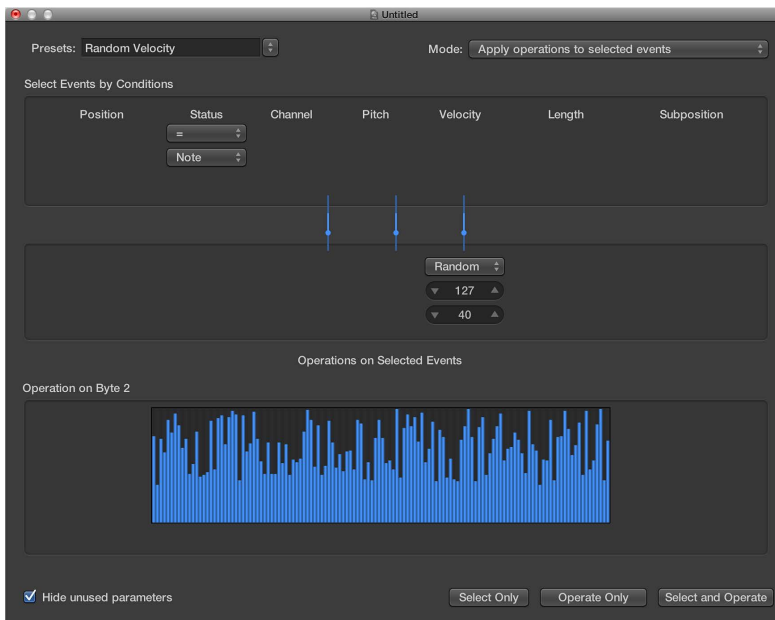 Untitled
Presets: Random Velocity Mode: Apply operations to selected events
Select Events by Conditions
Position Status Channel Pitch Velocity Length Subposition
=
Note
Random
127
40
Operations on Selected Events
Operation on Byte 2
Hide unused parameters Select Only Operate Only Select and Operate